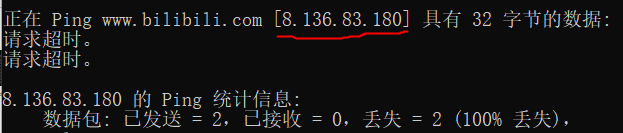 正在 Ping www.bilibili.com [8.136.83.180] 具有 32 字节的数据:
请求超时。
请求超时。
8.136.83.180 的 Ping 统计信息:
数据包: 已发送 = 2，已接收 = 0，丢失 = 2 (100% 丢失)，